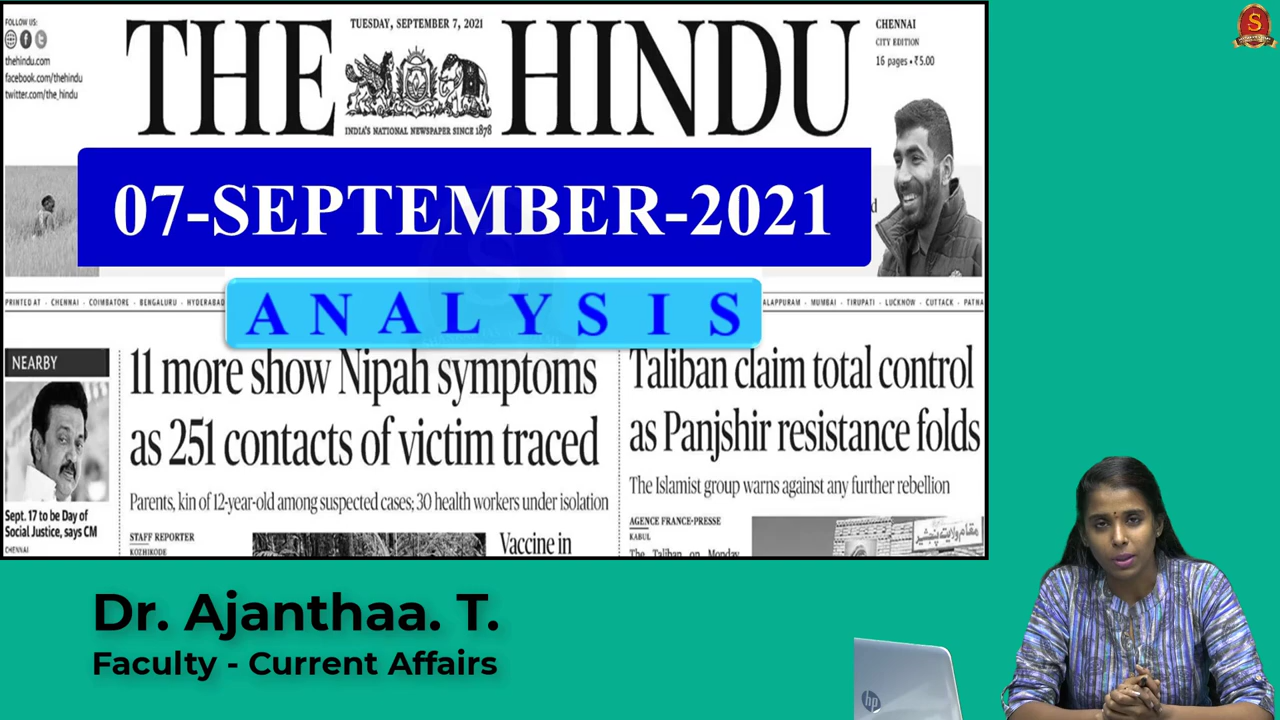 FOLLOW US:
thehindu.com
facebook.com/thehindu
twitter.com/the_hindu
TUESDAY, SEPTEMBER 7, 2021
THE HINDU
INDIA'S NATIONAL NEWSPAPER SINCE 1878
CHENNAI
CITY EDITION
16 pages • ₹5.00
S
07-SEPTEMBER-2021
PRINTED AT • CHENNAI • COIMBATORE • BENGALURU • HYDERABAD
ALAPPURAM • MUMBAI • TIRUPATI • LUCKNOW • CUTTACK • PATNA
ANALYSIS
NEARBY
Sept. 17 to be Day of
Social Justice, says CM
CHENNAI
11 more show Nipah symptoms
as 251 contacts of victim traced
Parents, kin of 12-year-old among suspected cases; 30 health workers under isolation
STAFF REPORTER
KOZHIKODE
Vaccine in
Taliban claim total control
as Panjshir resistance folds
The Islamist group warns against any further rebellion
AGENCE FRANCE-PRESSE
KABUL
The Taliban on Monday
Dr. Ajanthaa. T.
Faculty - Current Affairs
hp